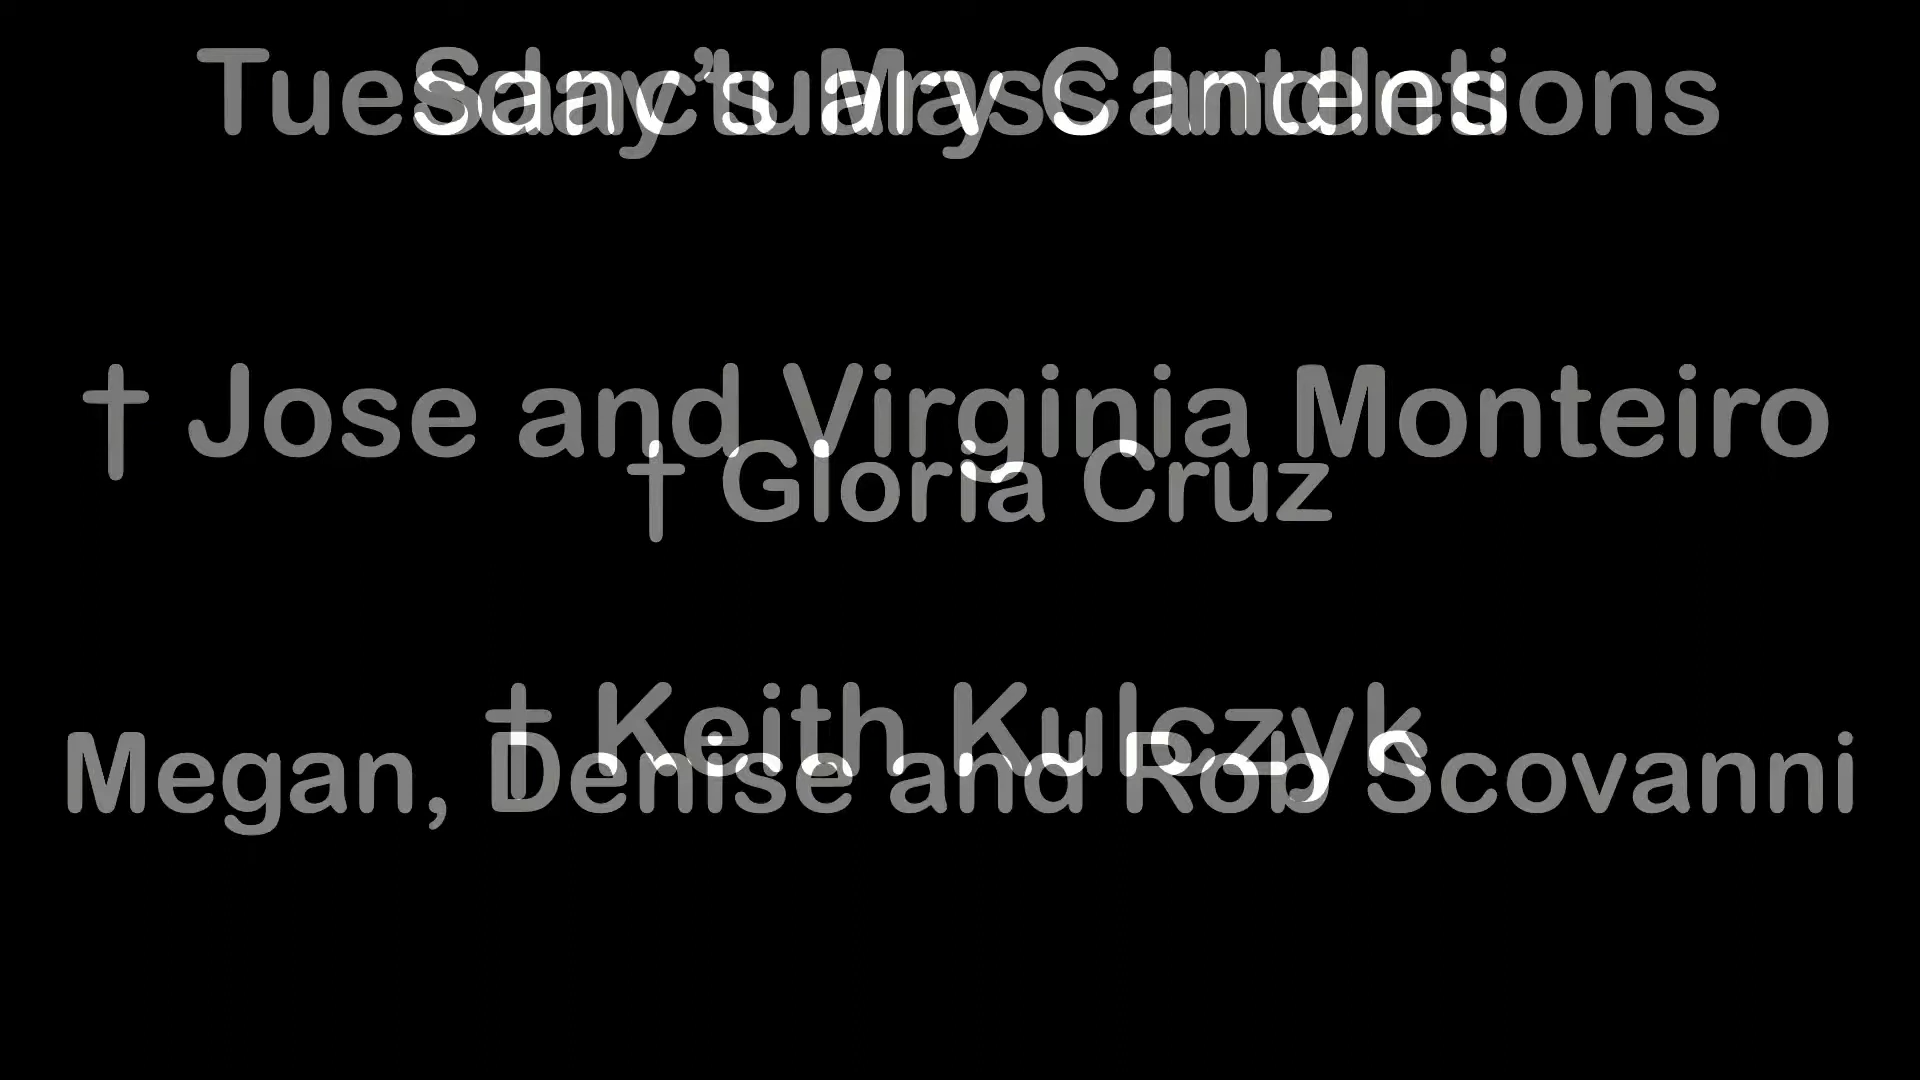 Tuesday's Mass Intentions
Sanctuary Candles
† Jose and Virginia Monteiro
† Gloria Cruz
† Keith Kulczyk
Megan, Denise and Rob Scovanni